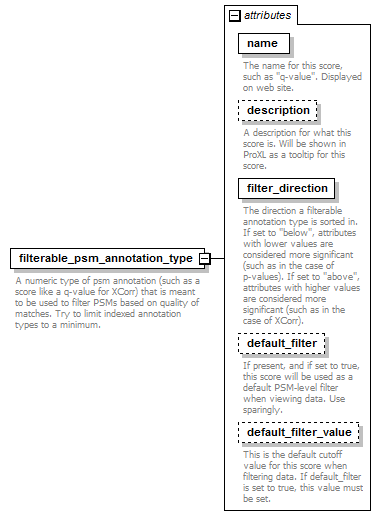 attributes
name
The name for this score,
such as "q-value". Displayed
on web site.
description
A description for what this
score is. Will be shown in
ProXL as a tooltip for this
score.
filter_direction
The direction a filterable
annotation type is sorted in.
If set to "below", attributes
with lower values are
considered more significant
(such as in the case of
p-values). If set to "above",
attributes with higher values
are considered more
significant (such as in the
case of XCorr).
filterable_psm_annotation_type
A numeric type of psm annotation (such as a
score like a q-value for XCorr) that is meant
to be used to filter PSMs based on quality of
matches. Try to limit indexed annotation
types to a minimum.
default_filter
If present, and if set to true,
this score will be used as a
default PSM-level filter
when viewing data. Use
sparingly.
default_filter_value
This is the default cutoff
value for this score when
filtering data. If default_filter
is set to true, this value must
be set.